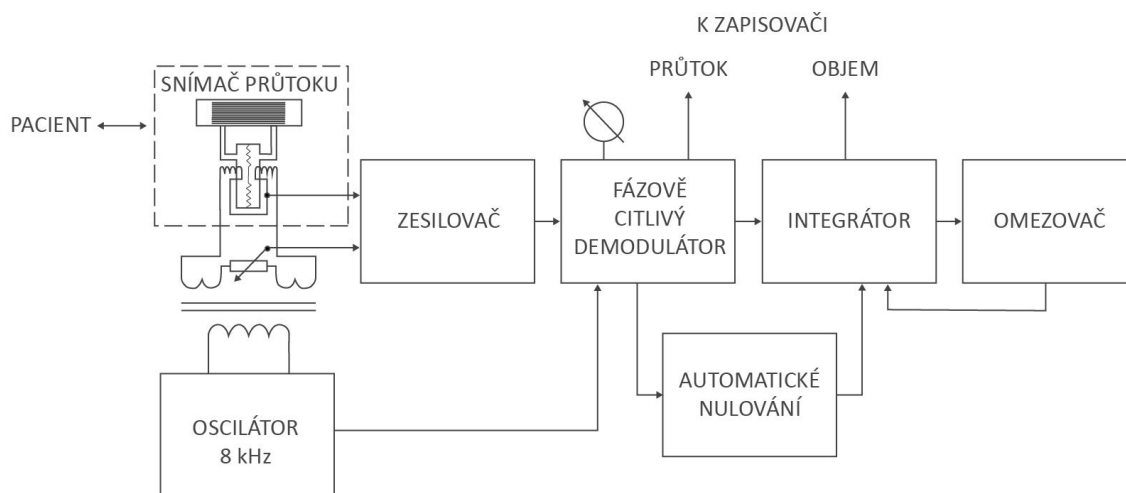 K ZAPISOVAČI
PRŮTOK
OBJEM
SNÍMAČ PRŮTOKU
PACIENT
ZESILOVAČ
FÁZOVĚ
CITLIVÝ
DEMODULÁTOR
INTEGRÁTOR
OMEZOVAČ
AUTOMATICKÉ
NULOVÁNÍ
OSCILÁTOR
8 kHz